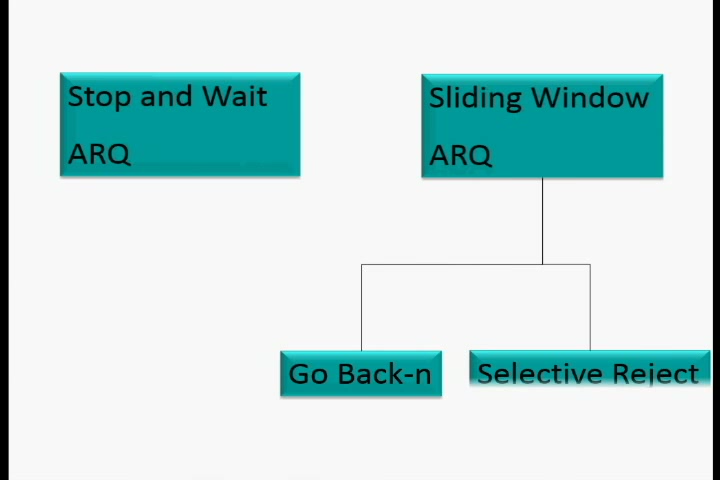 Stop and Wait
ARQ
Sliding Window
ARQ
Go Back-n
Selective Reject